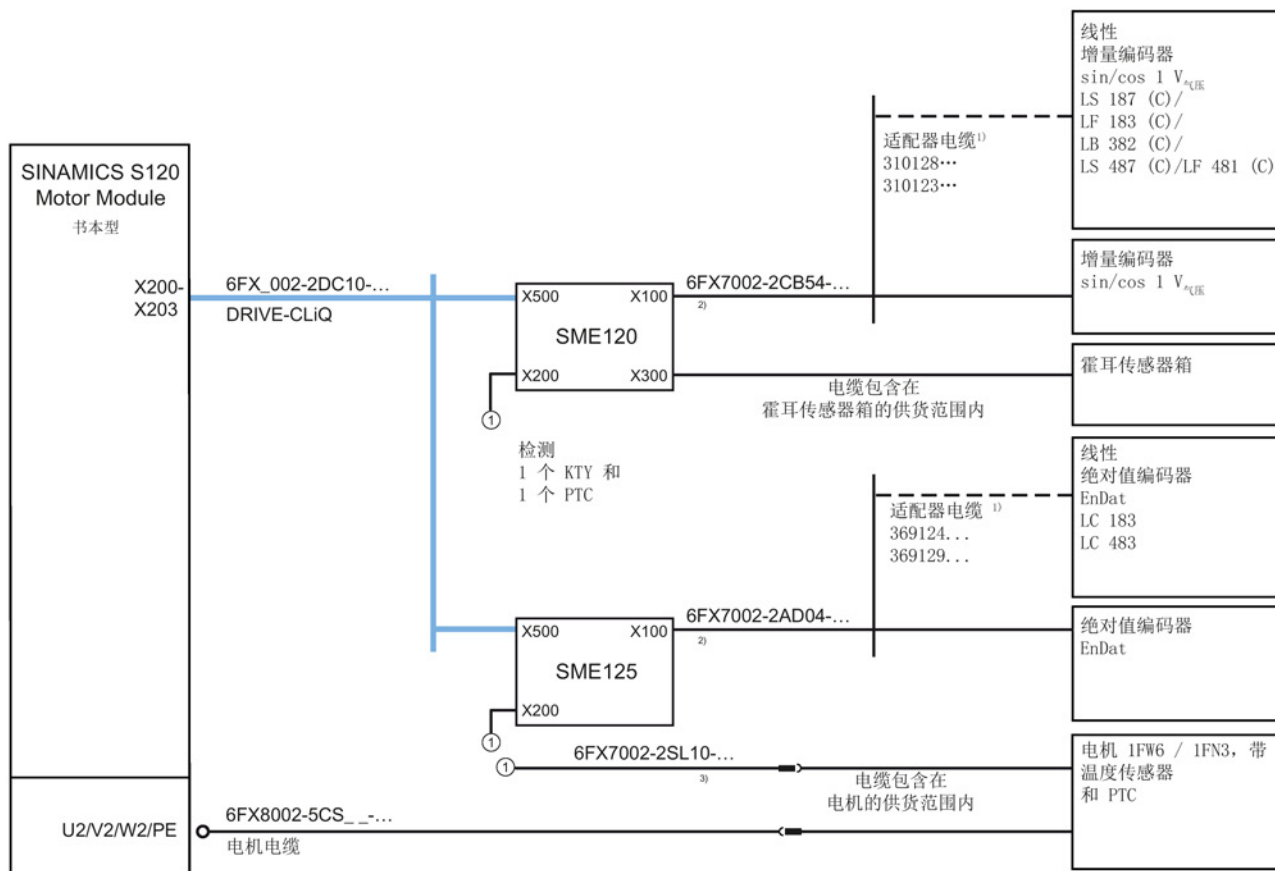 SINAMICS S120
Motor Module
书本型
X200-
X203
6FX_002-2DC10-...
DRIVE-CLiQ
X500
X100
SME120
X200
X300
①
检测
1 个 KTY 和
1 个 PTC
6FX7002-2CB54-...
2)
适配器电缆1)
310128…
310123…
线性
增量编码器
sin/cos 1 V气压
LS 187 (C)/
LF 183 (C)/
LB 382 (C)/
LS 487 (C)/LF 481 (C)
增量编码器
sin/cos 1 V气压
电缆包含在
霍耳传感器箱的供货范围内
霍耳传感器箱
适配器电缆 1)
369124...
369129...
线性
绝对值编码器
EnDat
LC 183
LC 483
X500
X100
SME125
X200
①
6FX7002-2AD04-...
2)
绝对值编码器
EnDat
①
6FX7002-2SL10-...
3)
电缆包含在
电机的供货范围内
电机 1FW6 / 1FN3, 带
温度传感器
和 PTC
U2/V2/W2/PE
6FX8002-5CS_ _-...
电机电缆